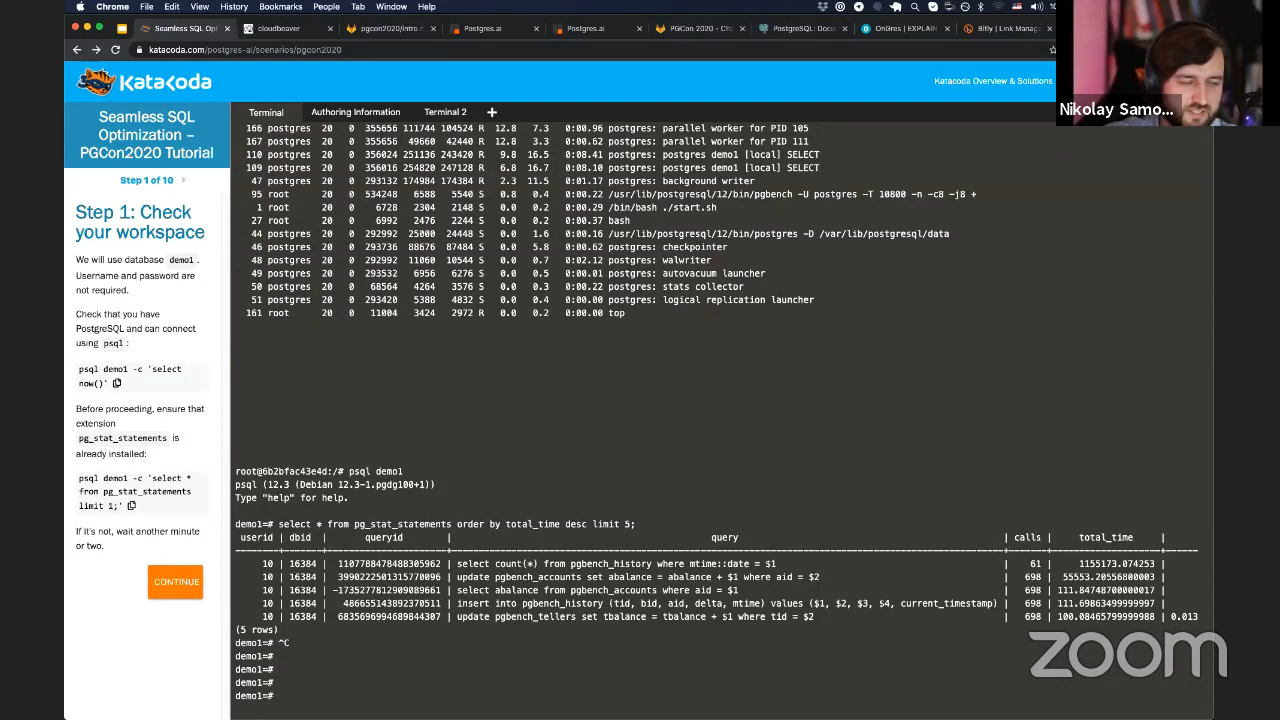 Chrome File Edit View History Bookmarks People Tab Window Help
Seamless SQL Opt cloudbeaver pgcon2020/intro.m Postgres.ai Postgres.ai PGCon 2020 - Ch PostgreSQL: Docu OnGres | EXPLAIN Bitly | Link Manage
katacoda.com/postgres-ai/scenarios/pgcon2020
KataCoda
Katacoda Overview & Solutions
Nikolay Samo...
Seamless SQL
Optimization –
PGCon2020 Tutorial
Step 1 of 10
Step 1: Check
your workspace
We will use database demo1 .
Username and password are
not required.
Check that you have
PostgreSQL and can connect
using psql :
psql demo1 -c 'select
now()'
Before proceeding, ensure that
extension
pg_stat_statements is
already installed:
psql demo1 -c 'select *
from pg_stat_statements
limit 1;'
If it's not, wait another minute
or two.
CONTINUE
Terminal Authoring Information Terminal 2 +
166 postgres 20 0 355656 111744 104524 R 12.8 7.3 0:00.96 postgres: parallel worker for PID 105
167 postgres 20 0 355656 49660 42440 R 12.8 3.3 0:00.62 postgres: parallel worker for PID 111
110 postgres 20 0 356024 251136 243420 R 9.8 16.5 0:08.41 postgres: postgres demo1 [local] SELECT
109 postgres 20 0 356016 254820 247128 R 6.8 16.7 0:08.10 postgres: postgres demo1 [local] SELECT
47 postgres 20 0 293132 174984 174384 R 2.3 11.5 0:01.17 postgres: background writer
95 root 20 0 534248 6588 5540 S 0.8 0.4 0:00.22 /usr/lib/postgresql/12/bin/pgbench -U postgres -T 10800 -n -c8 -j8 +
1 root 20 0 6728 2304 2148 S 0.0 0.2 0:00.29 /bin/bash ./start.sh
27 root 20 0 6992 2476 2244 S 0.0 0.2 0:00.37 bash
44 postgres 20 0 292992 25000 24448 S 0.0 1.6 0:00.16 /usr/lib/postgresql/12/bin/postgres -D /var/lib/postgresql/data
46 postgres 20 0 293736 88676 87484 S 0.0 5.8 0:00.62 postgres: checkpointer
48 postgres 20 0 292992 11060 10544 S 0.0 0.7 0:02.12 postgres: walwriter
49 postgres 20 0 293532 6956 6276 S 0.0 0.5 0:00.01 postgres: autovacuum launcher
50 postgres 20 0 68564 4264 3576 S 0.0 0.3 0:00.22 postgres: stats collector
51 postgres 20 0 293420 5388 4832 S 0.0 0.4 0:00.00 postgres: logical replication launcher
161 root 20 0 11004 3424 2972 R 0.0 0.2 0:00.00 top
root@6b2bfac43e4d:/# psql demo1
psql (12.3 (Debian 12.3-1.pgdg100+1))
Type "help" for help.
demo1=# select * from pg_stat_statements order by total_time desc limit 5;
userid | dbid | queryid | query | calls | total_time |
10 | 16384 | 1107788478488305962 | select count(*) from pgbench_history where mtime::date = $1 | 61 | 1155173.074253
10 | 16384 | 3990222501315770096 | update pgbench_accounts set abalance = abalance + $1 where aid = $2 | 698 | 55553.20556800003
10 | 16384 | -1735277812909089661 | select abalance from pgbench_accounts where aid = $1 | 698 | 111.84748700000017
10 | 16384 | 486655143892370511 | insert into pgbench_history (tid, bid, aid, delta, mtime) values ($1, $2, $3, $4, current_timestamp) | 698 | 111.69863499999997
10 | 16384 | 6835696994689844307 | update pgbench_tellers set tbalance = tbalance + $1 where tid = $2 | 698 | 100.08465799999988 | 0.013
(5 rows)
demo1=# ^C
demo1=#
demo1=#
demo1=#
demo1=#
zoom